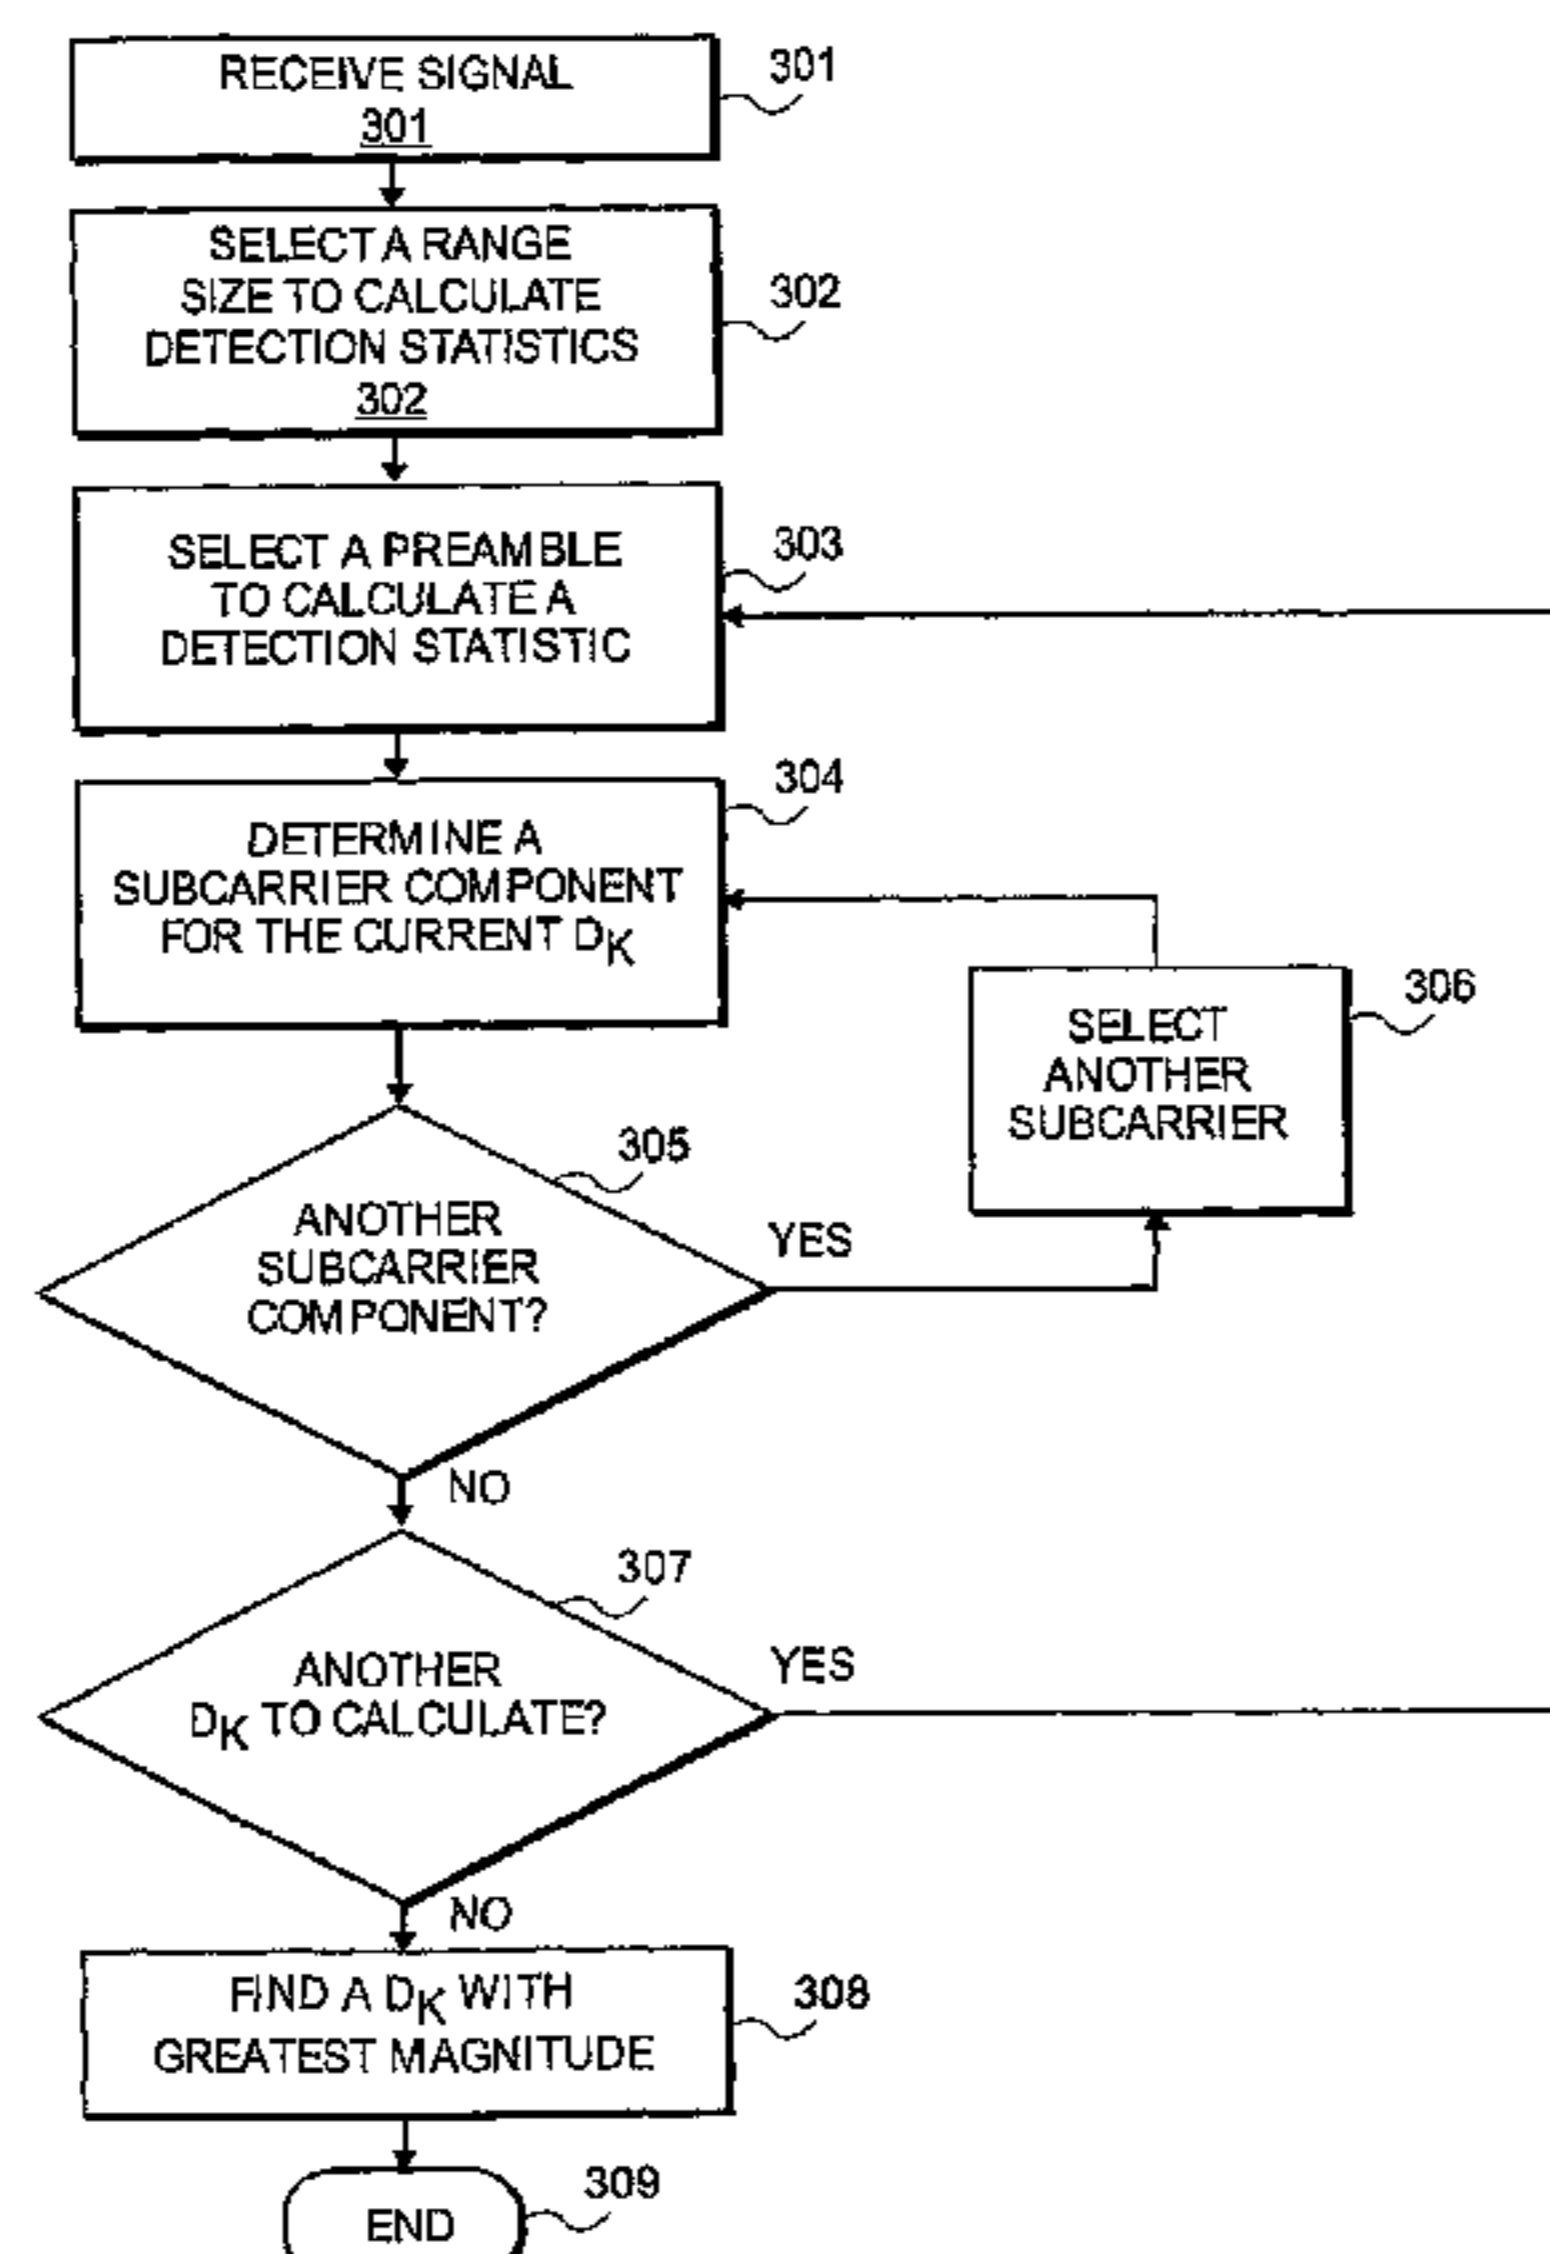 RECEIVE SIGNAL
301
301
SELECT A RANGE
SIZE TO CALCULATE
DETECTION STATISTICS
302
302
SELECT A PREAMBLE
TO CALCULATE A
DETECTION STATISTIC
303
DETERMINE A
SUBCARRIER COMPONENT
FOR THE CURRENT DK
304
ANOTHER
SUBCARRIER
COMPONENT?
305
YES
SELECT
ANOTHER
SUBCARRIER
306
NO
ANOTHER
DK TO CALCULATE?
307
YES
NO
FIND A DK WITH
GREATEST MAGNITUDE
308
END
309